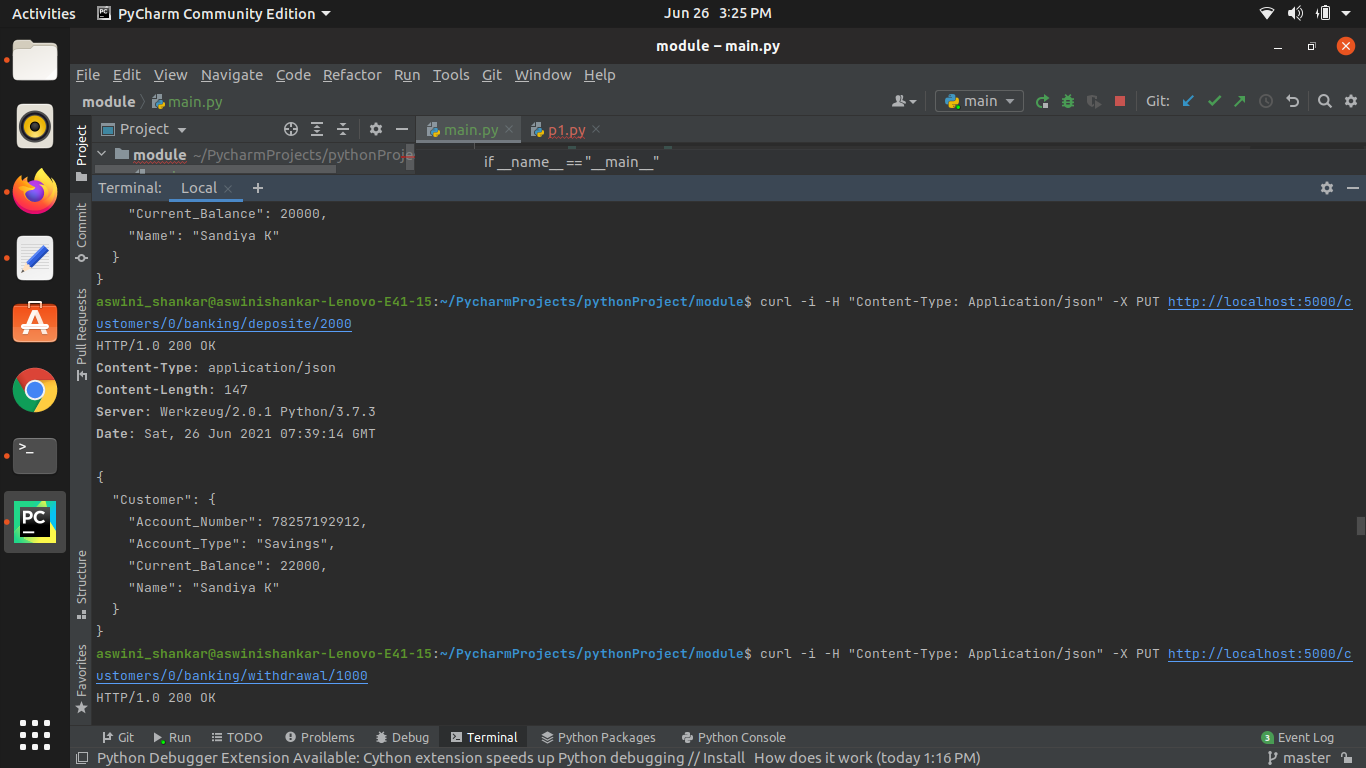 Activities PyCharm Community Edition Jun 26 3:25 PM
module – main.py
File Edit View Navigate Code Refactor Run Tools Git Window Help
module main.py main Git:
Project main.py p1.py
Project
module ~/PycharmProjects/pythonProje
if __name__ == "__main__"
Terminal: Local
Commit
Pull Requests
Structure
Favorites
"Current_Balance": 20000,
"Name": "Sandiya K"
}
}
aswini_shankar@aswinishankar-Lenovo-E41-15:~/PycharmProjects/pythonProject/module$ curl -i -H "Content-Type: Application/json" -X PUT http://localhost:5000/c
ustomers/0/banking/deposite/2000
HTTP/1.0 200 OK
Content-Type: application/json
Content-Length: 147
Server: Werkzeug/2.0.1 Python/3.7.3
Date: Sat, 26 Jun 2021 07:39:14 GMT
{
"Customer": {
"Account_Number": 78257192912,
"Account_Type": "Savings",
"Current_Balance": 22000,
"Name": "Sandiya K"
}
}
aswini_shankar@aswinishankar-Lenovo-E41-15:~/PycharmProjects/pythonProject/module$ curl -i -H "Content-Type: Application/json" -X PUT http://localhost:5000/c
ustomers/0/banking/withdrawal/1000
HTTP/1.0 200 OK
Git Run TODO Problems Debug Terminal Python Packages Python Console 3 Event Log
Python Debugger Extension Available: Cython extension speeds up Python debugging // Install How does it work (today 1:16 PM) master